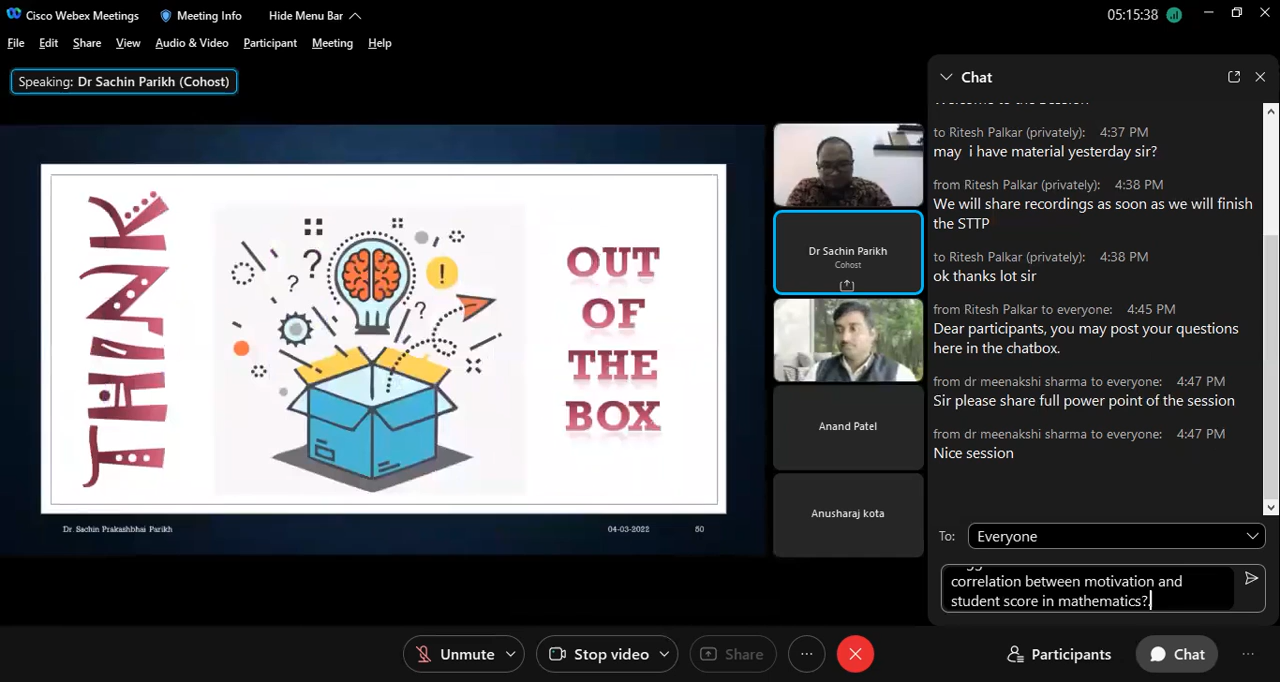 Cisco Webex Meetings
Meeting Info
Hide Menu Bar
05:15:38
File Edit Share View Audio & Video Participant Meeting Help
Speaking: Dr Sachin Parikh (Cohost)
THINK
OUT
OF
THE
BOX
Dr. Sachin Prakashbhai Parikh
04-03-2022
50
Dr Sachin Parikh
Cohost
Anand Patel
Anusharaj kota
Chat
Welcome to the Session
to Ritesh Palkar (privately): 4:37 PM
may i have material yesterday sir?
from Ritesh Palkar (privately): 4:38 PM
We will share recordings as soon as we will finish
the STTP
to Ritesh Palkar (privately): 4:38 PM
ok thanks lot sir
from Ritesh Palkar to everyone: 4:45 PM
Dear participants, you may post your questions
here in the chatbox.
from dr meenakshi sharma to everyone: 4:47 PM
Sir please share full power point of the session
from dr meenakshi sharma to everyone: 4:47 PM
Nice session
To: Everyone
correlation between motivation and
student score in mathematics?
Unmute
Stop video
Share
Participants
Chat